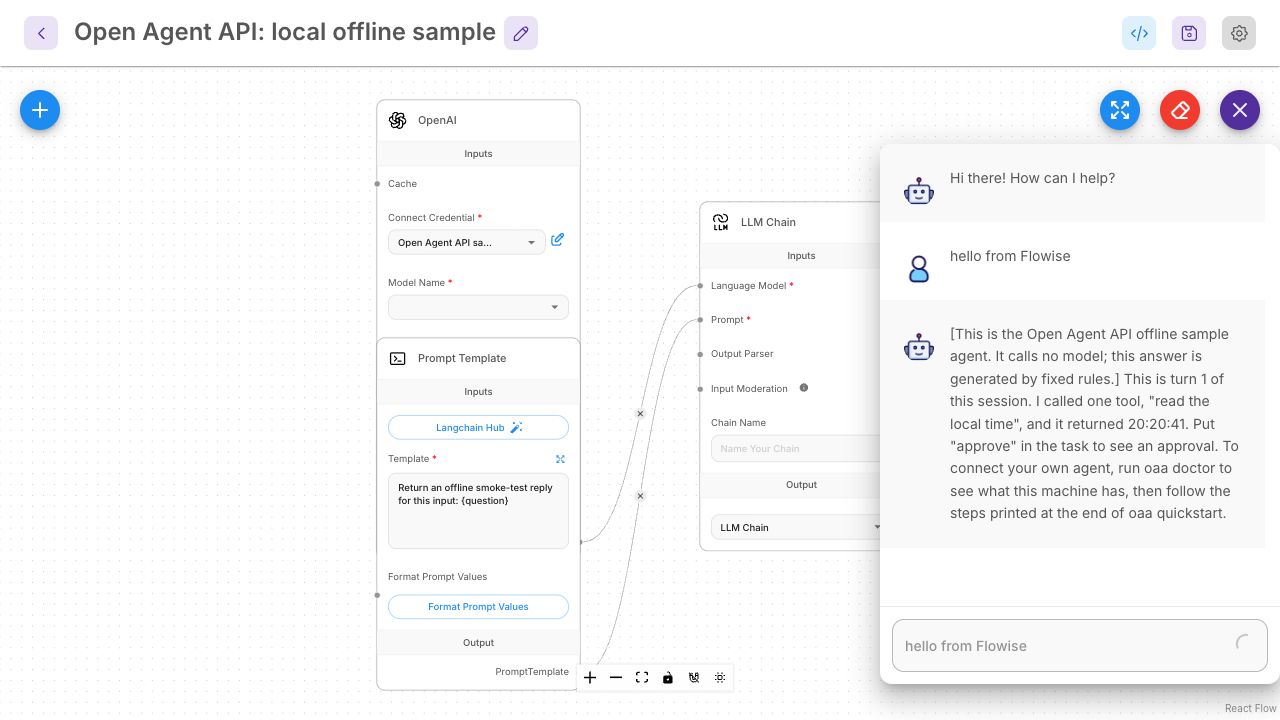 Open Agent API: local offline sample
OpenAI
Inputs
Cache
Connect Credential *
Open Agent API sa...
Model Name *
Prompt Template
Inputs
Langchain Hub
Template *
Return an offline smoke-test reply
for this input: {question}
Format Prompt Values
Format Prompt Values
Output
PromptTemplate
LLM
LLM Chain
Inputs
Language Model *
Prompt *
Output Parser
Input Moderation
Chain Name
Name Your Chain
Output
LLM Chain
Hi there! How can I help?
hello from Flowise
[This is the Open Agent API offline sample
agent. It calls no model; this answer is
generated by fixed rules.] This is turn 1 of
this session. I called one tool, "read the
local time", and it returned 20:20:41. Put
"approve" in the task to see an approval. To
connect your own agent, run oaa doctor to
see what this machine has, then follow the
steps printed at the end of oaa quickstart.
hello from Flowise
React Flow